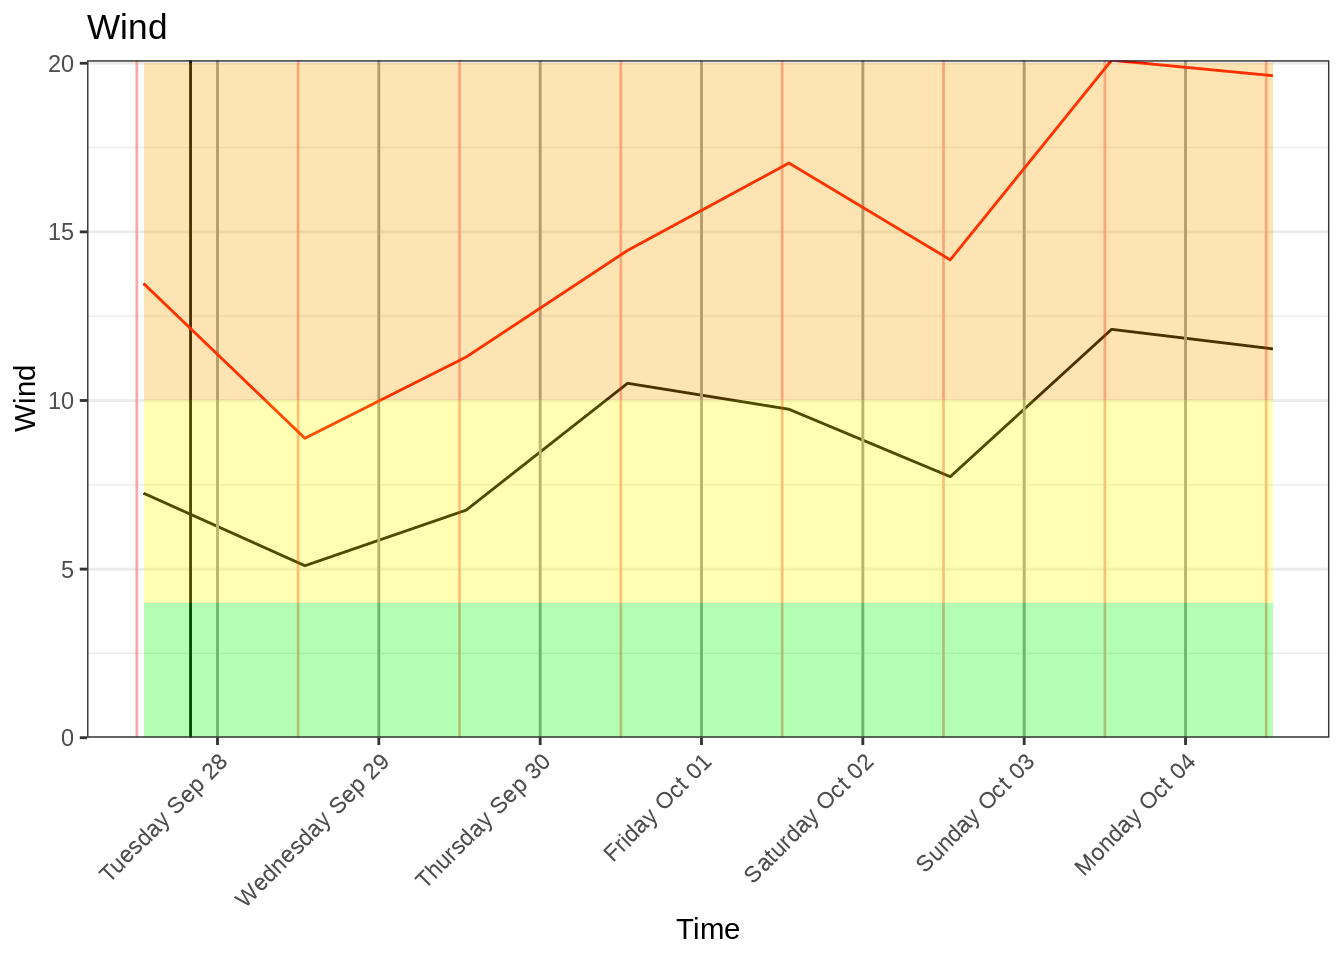 Wind
Wind
20
15
10
5
0
Tuesday Sep 28
Wednesday Sep 29
Thursday Sep 30
Friday Oct 01
Saturday Oct 02
Sunday Oct 03
Monday Oct 04
Time